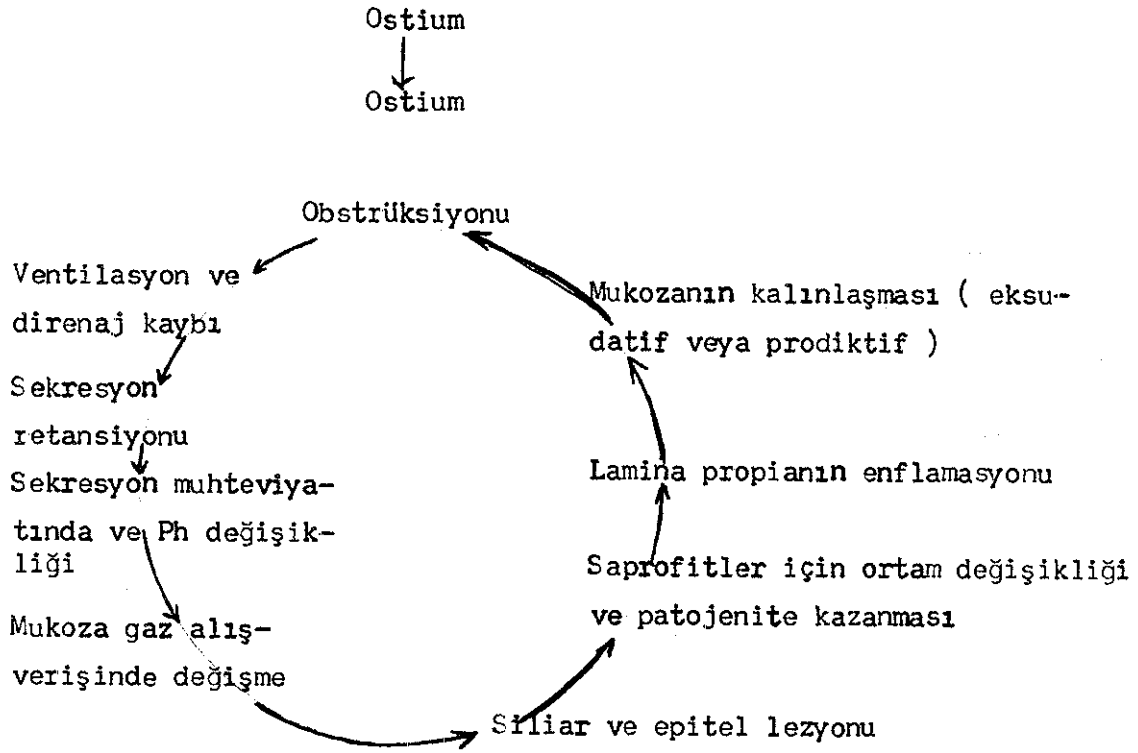 Ostium
Ostium
Obstrüksiyonu
Ventilasyon ve
direnaj kaybı
Sekresyon
retansiyonu
Sekresyon muhteviya-
tında ve Ph değişik-
liği
Mukoza gaz alış-
verişinde değişme
Siliar ve epitel lezyonu
Saprofitler için ortam değişikliği
ve patojenite kazanması
Lamina propianın enflamasyonu
Mukozanın kalınlaşması ( eksu-
datif veya prodiktif )